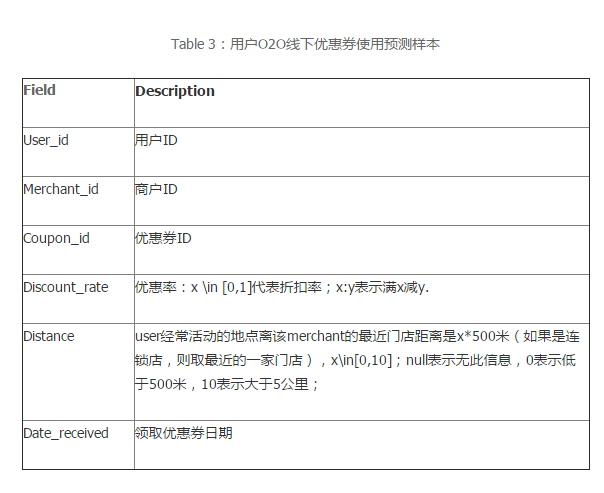 Table 3：用户O2O线下优惠券使用预测样本
Field Description
User_id 用户ID
Merchant_id 商户ID
Coupon_id 优惠券ID
Discount_rate 优惠率：x \in [0,1]代表折扣率；x:y表示满x减y.
Distance user经常活动的地点离该merchant的最近门店距离是x*500米（如果是连
锁店，则取最近的一家门店），x\in[0,10]；null表示无此信息，0表示低
于500米，10表示大于5公里；
Date_received 领取优惠券日期